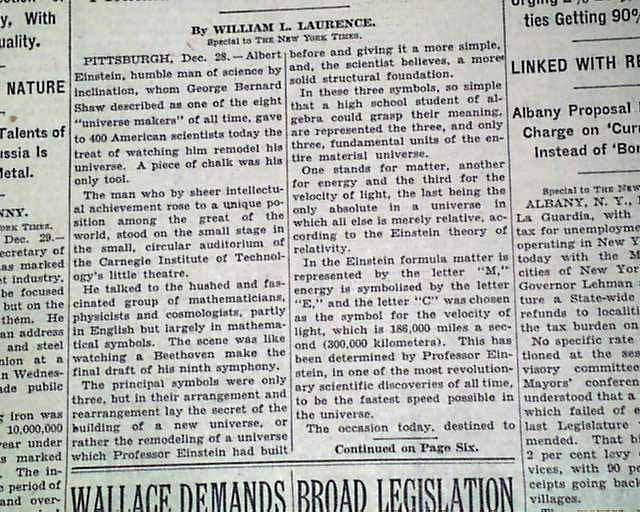 y, With
uality.
NATURE
Talents of
ussia Is
Metal.
NNY.
YORK TIMES.
Dec. 29.—
ecretary of
as marked
et industry,
be focused
but on the
them. He
an address
and steel
nion at a
n Wednes-
ade public
g iron was
10,000,000
year under
s marked
The in-
e period of
and over-
By WILLIAM L. LAURENCE.
Special to THE NEW YORK TIMES.
PITTSBURGH, Dec. 28.—Albert
Einstein, humble man of science by
inclination, whom George Bernard
Shaw described as one of the eight
"universe makers" of all time, gave
to 400 American scientists today the
treat of watching him remodel his
universe. A piece of chalk was his
only tool.
The man who by sheer intellectu-
al achievement rose to a unique po-
sition among the great of the
world, stood on the small stage in
the small, circular auditorium of
the Carnegie Institute of Technol-
ogy's little theatre.
He talked to the hushed and fas-
cinated group of mathematicians,
physicists and cosmologists, partly
in English but largely in mathema-
tical symbols. The scene was like
watching a Beethoven make the
final draft of his ninth symphony.
The principal symbols were only
three, but in their arrangement and
rearrangement lay the secret of the
building of a new universe, or
rather the remodeling of a universe
which Professor Einstein had built
before and giving it a more simple,
and, the scientist believes, a more
solid structural foundation.
In these three symbols, so simple
that a high school student of al-
gebra could grasp their meaning,
are represented the three, and only
three, fundamental units of the en-
tire material universe.
One stands for matter, another
for energy and the third for the
velocity of light, the last being the
only absolute in a universe in
which all else is merely relative, ac-
cording to the Einstein theory of
relativity.
In the Einstein formula matter is
represented by the letter "M,"
energy is symbolized by the letter
"E," and the letter "C" was chosen
as the symbol for the velocity of
light, which is 186,000 miles a sec-
ond (300,000 kilometers). This has
been determined by Professor Ein-
stein, in one of the most revolution-
ary scientific discoveries of all time,
to be the fastest speed possible in
the universe.
The occasion today, destined to
Continued on Page Six.
WALLACE DEMANDS
BROAD LEGISLATION
ties Getting 90%
LINKED WITH RE
Albany Proposal
Charge on 'Cur
Instead of 'Bor
Special to THE NEW
ALBANY, N. Y.,
La Guardia, with
tax for unemployme
operating in New Y
today with the M
cities of New Yor
Governor Lehman
ture a State-wide
refunds to localiti
the tax burden on
No specific rate
tioned at the ses
visory committee
Mayors' conferen
understood that a
which failed of e
last Legislature
mended. That bi
2 per cent levy
vices, with 90 pe
ceipts going back
villages.